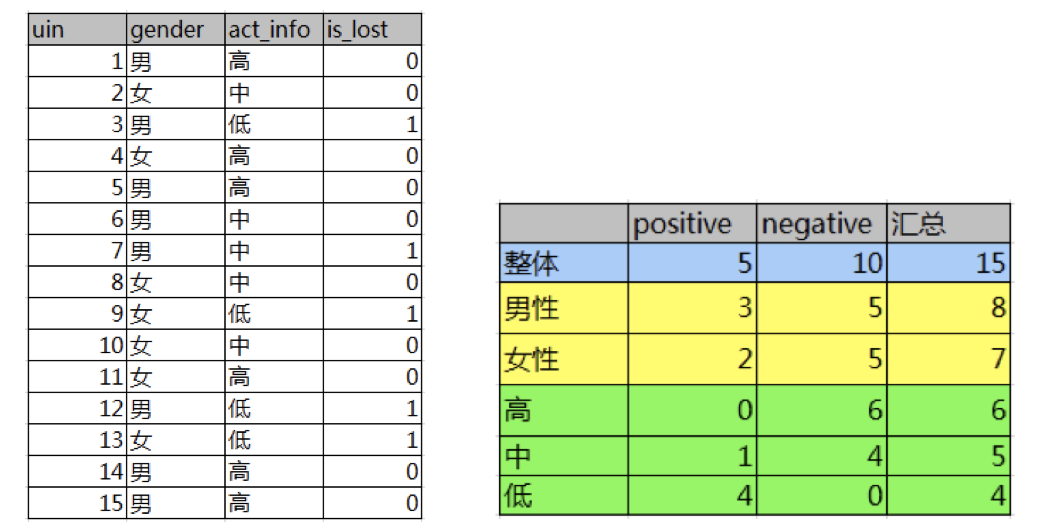 uin gender act_info is_lost
1 男 高 0
2 女 中 0
3 男 低 1
4 女 高 0
5 男 高 0
6 男 中 0
7 男 中 1
8 女 中 0
9 女 低 1
10 女 中 0
11 女 高 0
12 男 低 1
13 女 低 1
14 男 高 0
15 男 高 0
positive negative 汇总
整体 5 10 15
男性 3 5 8
女性 2 5 7
高 0 6 6
中 1 4 5
低 4 0 4